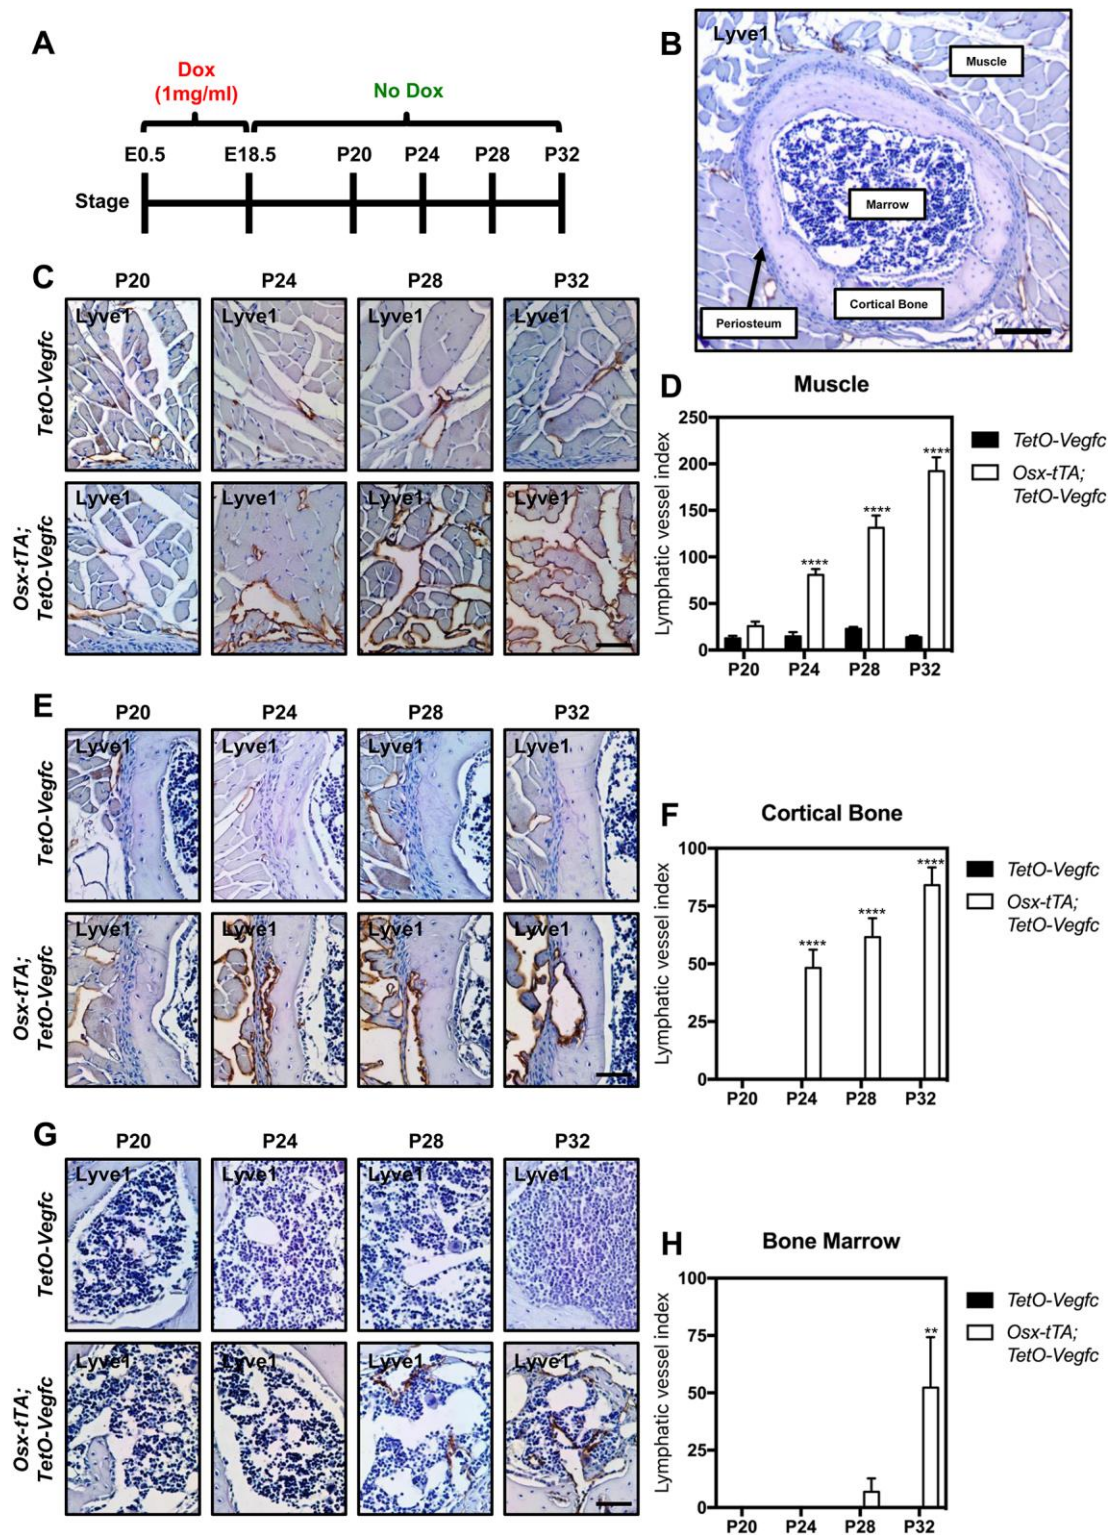 A
Dox
(1mg/ml)
No Dox
E0.5
E18.5
P20
P24
P28
P32
Stage
B
Lyve1
Muscle
Marrow
Cortical Bone
Periosteum
C
P20
P24
P28
P32
TetO-Vegfc
Lyve1
Lyve1
Lyve1
Lyve1
Osx-tTA;
TetO-Vegfc
Lyve1
Lyve1
Lyve1
Lyve1
D
Muscle
Lymphatic vessel index
250
200
150
100
50
0
****
****
****
P20
P24
P28
P32
TetO-Vegfc
Osx-tTA;
TetO-Vegfc
E
P20
P24
P28
P32
TetO-Vegfc
Lyve1
Lyve1
Lyve1
Lyve1
Osx-tTA;
TetO-Vegfc
Lyve1
Lyve1
Lyve1
Lyve1
F
Cortical Bone
Lymphatic vessel index
100
75
50
25
0
****
****
****
P20
P24
P28
P32
TetO-Vegfc
Osx-tTA;
TetO-Vegfc
G
P20
P24
P28
P32
TetO-Vegfc
Lyve1
Lyve1
Lyve1
Lyve1
Osx-tTA;
TetO-Vegfc
Lyve1
Lyve1
Lyve1
Lyve1
H
Bone Marrow
Lymphatic vessel index
100
75
50
25
0
**
P20
P24
P28
P32
TetO-Vegfc
Osx-tTA;
TetO-Vegfc